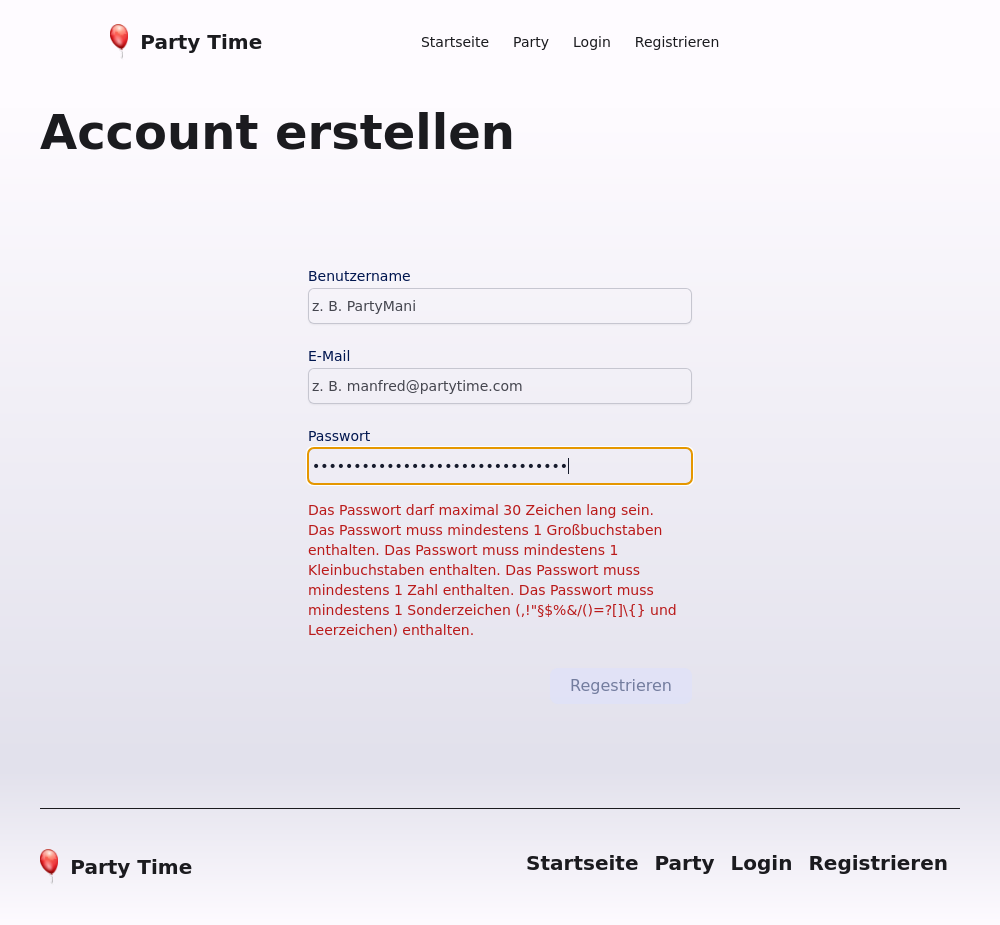 Party Time
Startseite Party Login Registrieren
Account erstellen
Benutzername
z. B. PartyMani
E-Mail
z. B. manfred@partytime.com
Passwort
•••••••••••••••••••••••••••••••
Das Passwort darf maximal 30 Zeichen lang sein.
Das Passwort muss mindestens 1 Großbuchstaben
enthalten. Das Passwort muss mindestens 1
Kleinbuchstaben enthalten. Das Passwort muss
mindestens 1 Zahl enthalten. Das Passwort muss
mindestens 1 Sonderzeichen (,!"§$%&/()=?[]\{} und
Leerzeichen) enthalten.
Regestrieren
Party Time
Startseite Party Login Registrieren